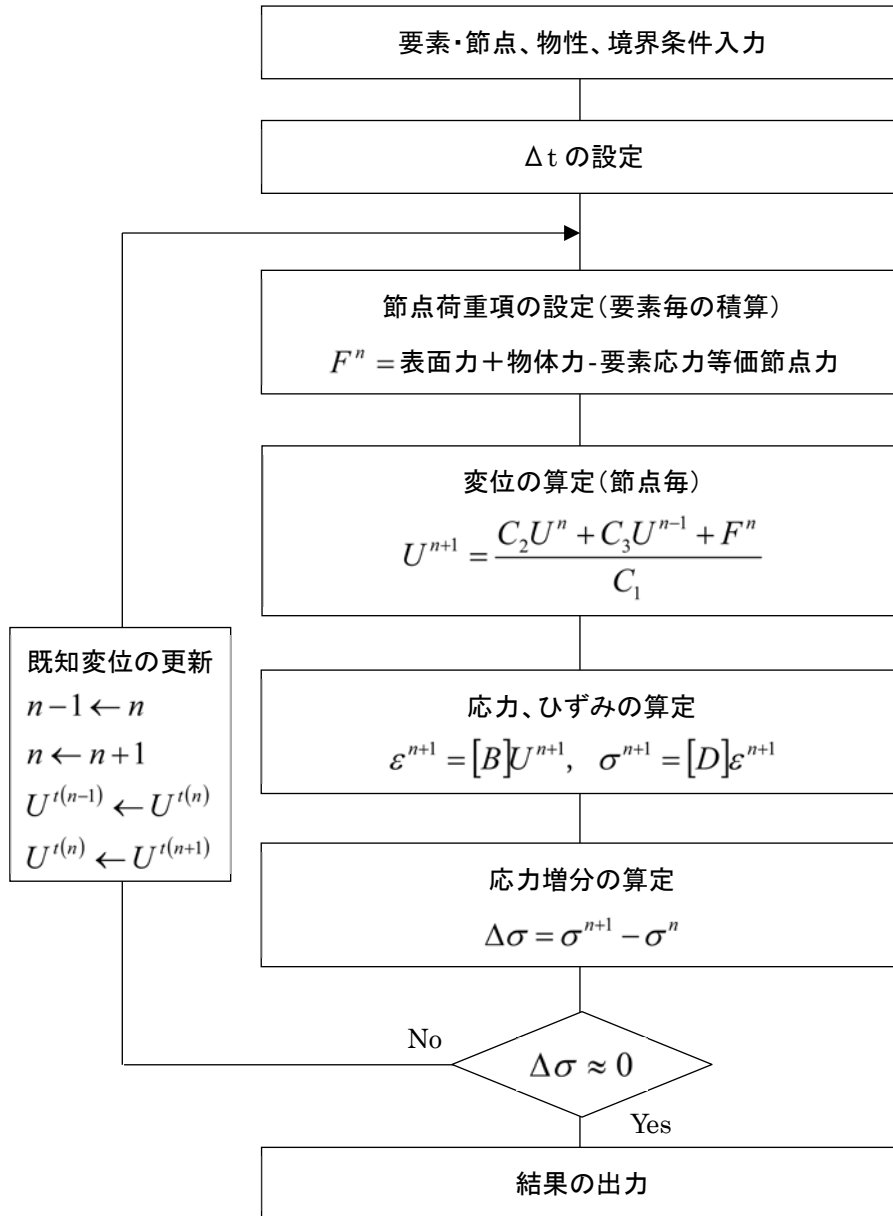 要素・節点、物性、境界条件入力
Δtの設定
節点荷重項の設定(要素毎の積算)
F^n = 表面力+物体力-要素応力等価節点力
変位の算定(節点毎)
U^{n+1} = \frac{C_2 U^n + C_3 U^{n-1} + F^n}{C_1}
応力、ひずみの算定
ε^{n+1} = [B]U^{n+1}, σ^{n+1} = [D]ε^{n+1}
応力増分の算定
Δσ = σ^{n+1} − σ^n
Δσ ≈ 0
No
既知変位の更新
n−1 ← n
n ← n+1
U^{t(n−1)} ← U^{t(n)}
U^{t(n)} ← U^{t(n+1)}
Yes
結果の出力